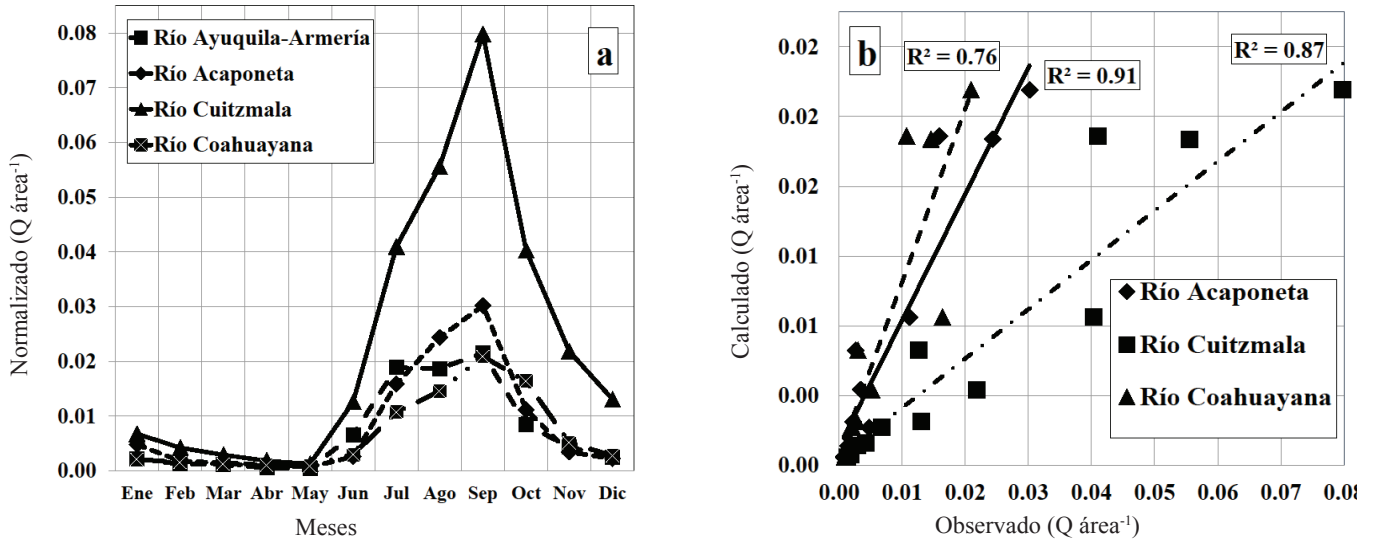 a
Río Ayuquila-Armería
Río Acaponeta
Río Cuitzmala
Río Coahuayana
Normalizado (Q área⁻¹)
0.08
0.07
0.06
0.05
0.04
0.03
0.02
0.01
0.00
Ene Feb Mar Abr May Jun Jul Ago Sep Oct Nov Dic
Meses
b
R² = 0.76
R² = 0.91
R² = 0.87
Calculado (Q área⁻¹)
0.02
0.02
0.02
0.01
0.01
0.00
0.00
Río Acaponeta
Río Cuitzmala
Río Coahuayana
0.00 0.01 0.02 0.03 0.04 0.05 0.06 0.07 0.08
Observado (Q área⁻¹)